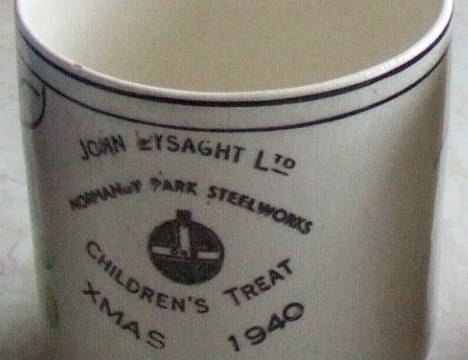 JOHN LYSAGHT LTD
NORMANBY PARK STEELWORKS
CHILDREN'S TREAT
XMAS 1940